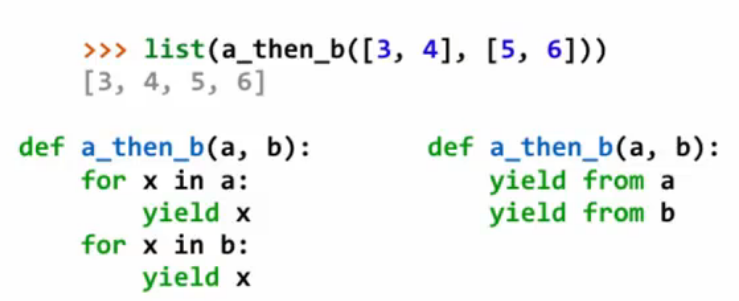 >>> list(a_then_b([3, 4], [5, 6]))
[3, 4, 5, 6]
def a_then_b(a, b):
    for x in a:
        yield x
    for x in b:
        yield x
def a_then_b(a, b):
    yield from a
    yield from b